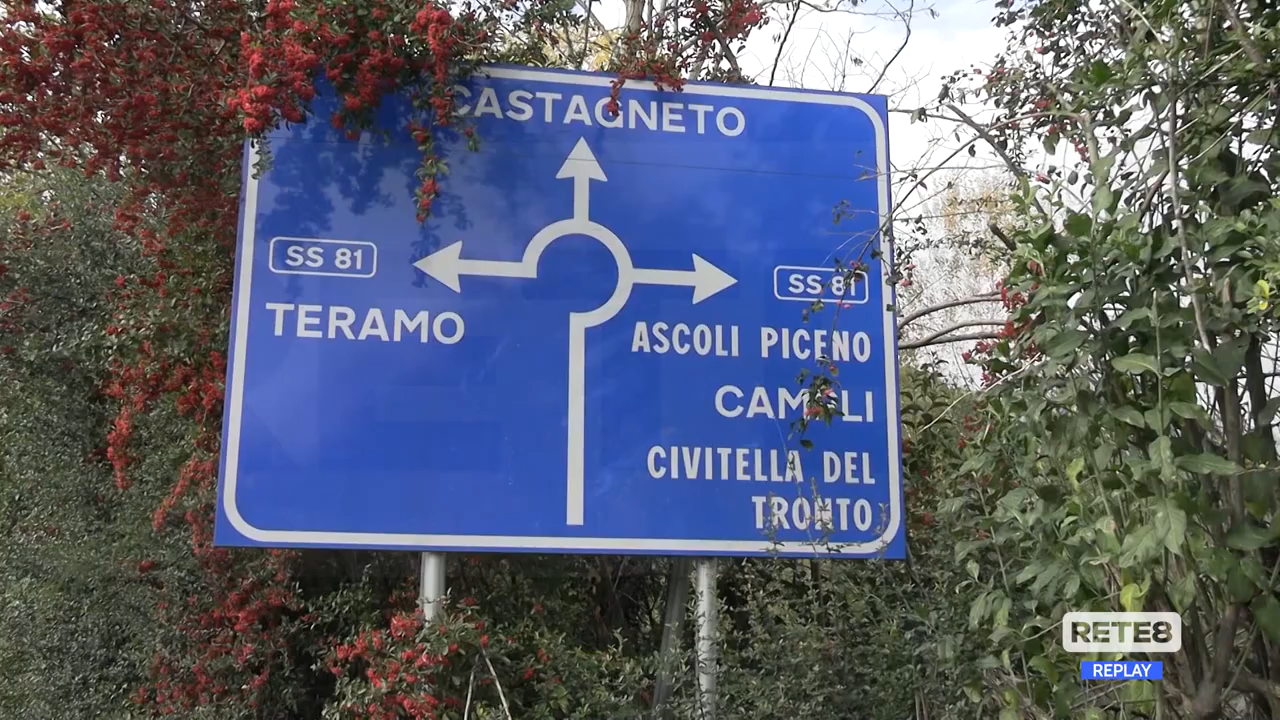 CASTAGNETO
SS 81
TERAMO
SS 81
ASCOLI PICENO
CAMPLI
CIVITELLA DEL
TRONTO
RETE8
REPLAY